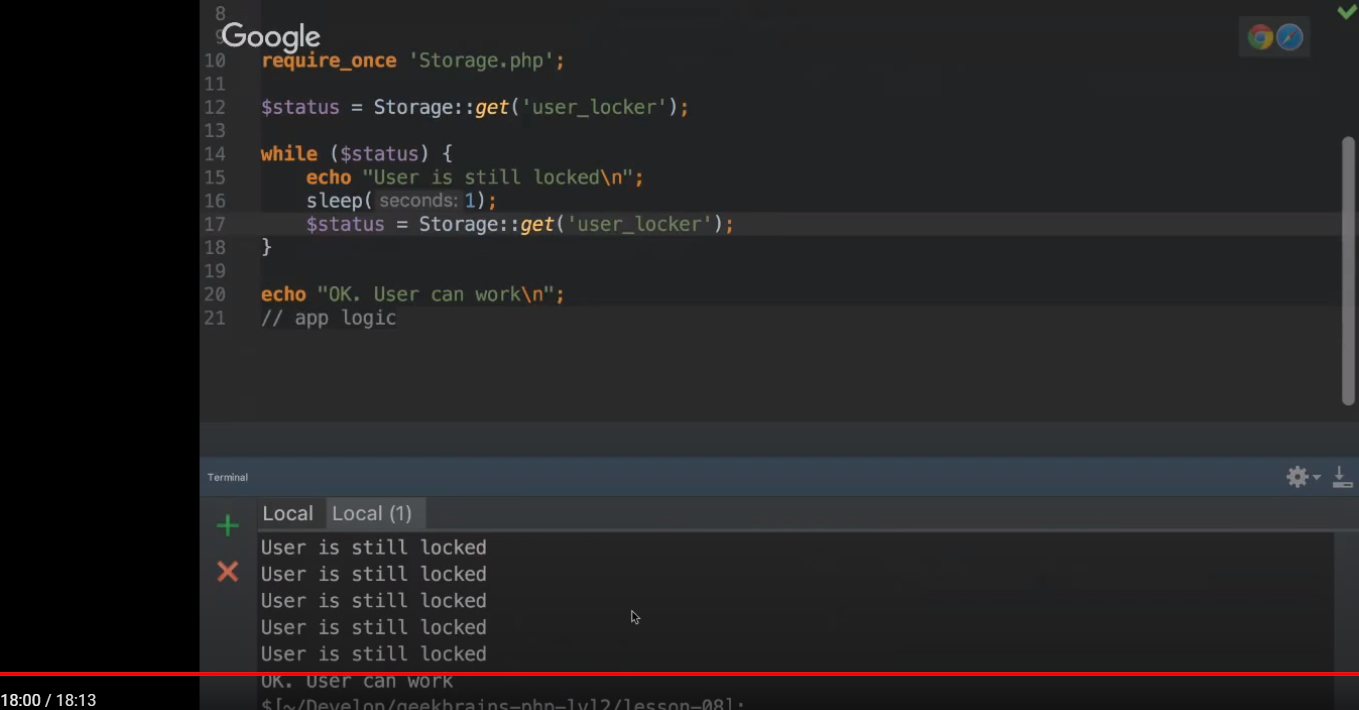 8
9
Google
10 require_once 'Storage.php';
11
12 $status = Storage::get('user_locker');
13
14 while ($status) {
15 echo "User is still locked\n";
16 sleep( seconds: 1);
17 $status = Storage::get('user_locker');
18 }
19
20 echo "OK. User can work\n";
21 // app logic
Terminal
Local Local (1)
User is still locked
User is still locked
User is still locked
User is still locked
User is still locked
OK. User can work
18:00 / 18:13
$[~/Develop/geekbrains-php-lvl2/lesson-08]: